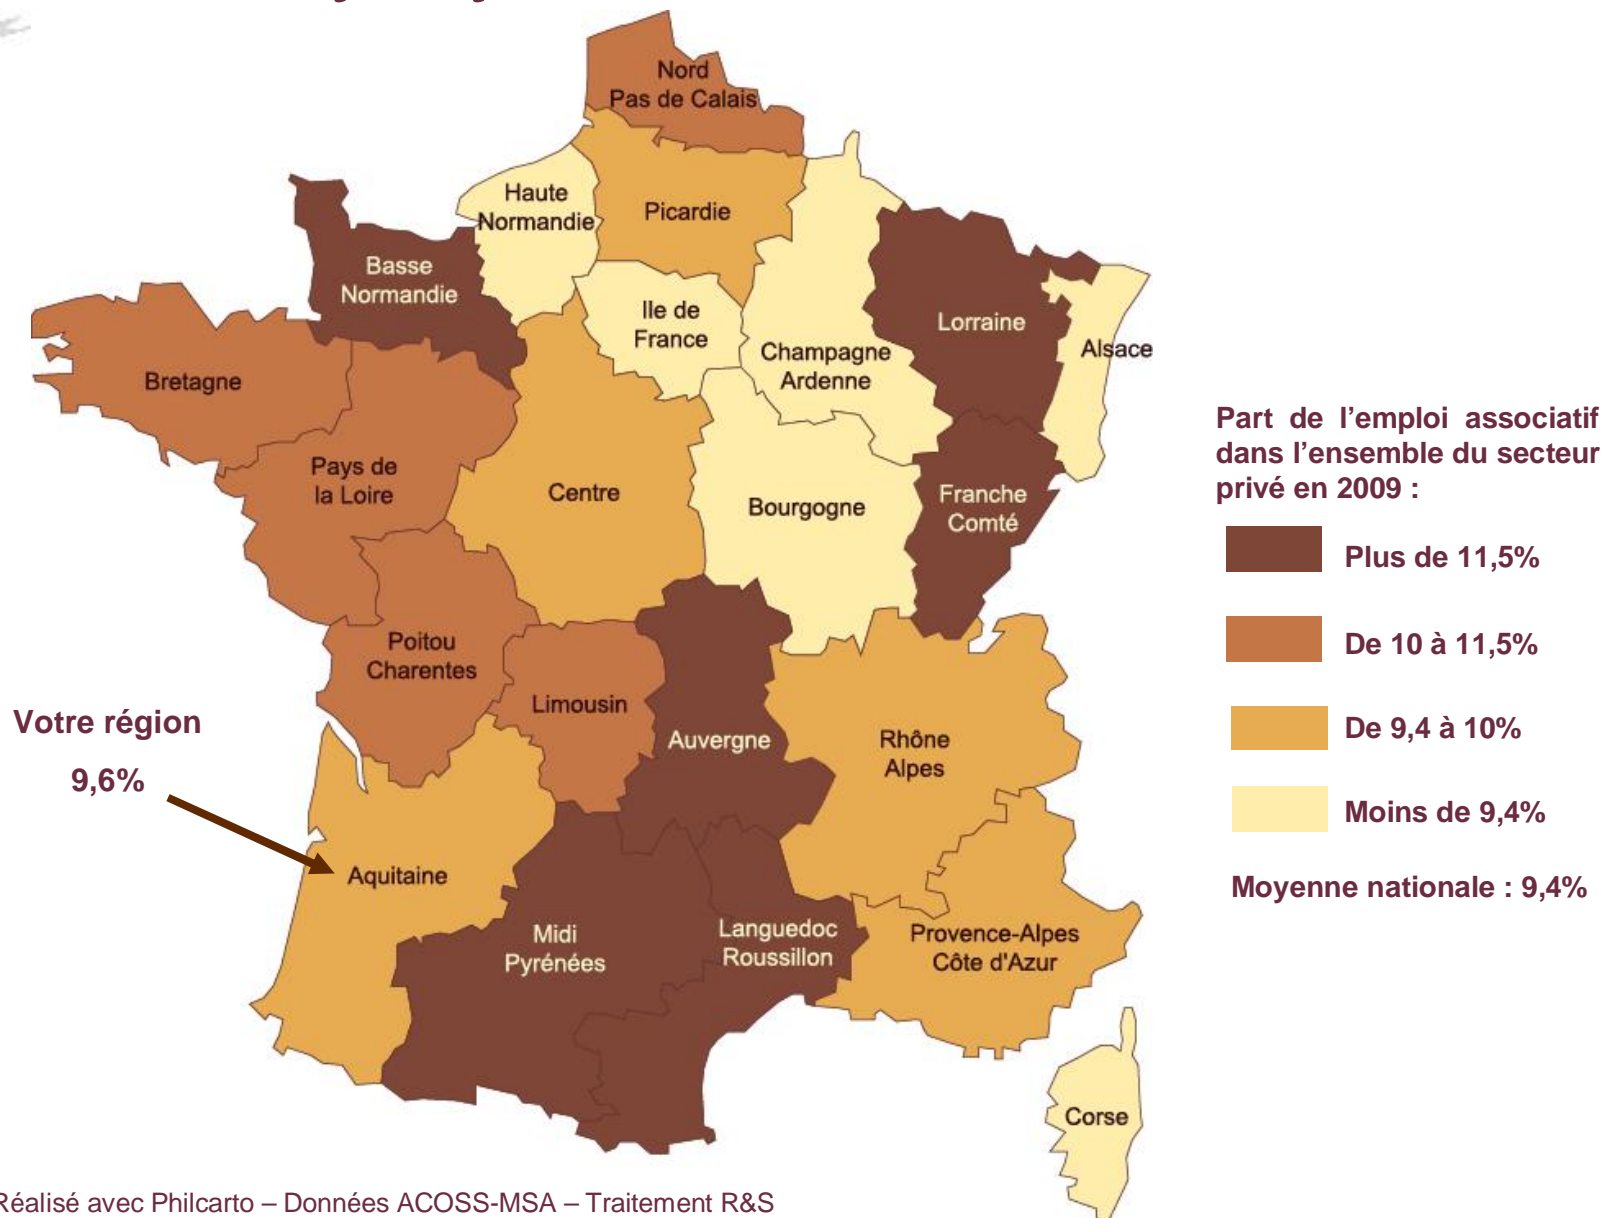 Nord
Pas de Calais
Haute
Normandie
Picardie
Basse
Normandie
Ile de
France
Lorraine
Champagne
Ardenne
Alsace
Bretagne
Pays de
la Loire
Centre
Bourgogne
Franche
Comté
Poitou
Charentes
Limousin
Auvergne
Rhône
Alpes
Votre région
9,6%
Aquitaine
Midi
Pyrénées
Languedoc
Roussillon
Provence-Alpes
Côte d'Azur
Corse
Part de l’emploi associatif
dans l’ensemble du secteur
privé en 2009 :
Plus de 11,5%
De 10 à 11,5%
De 9,4 à 10%
Moins de 9,4%
Moyenne nationale : 9,4%
Réalisé avec Philcarto – Données ACOSS-MSA – Traitement R&S